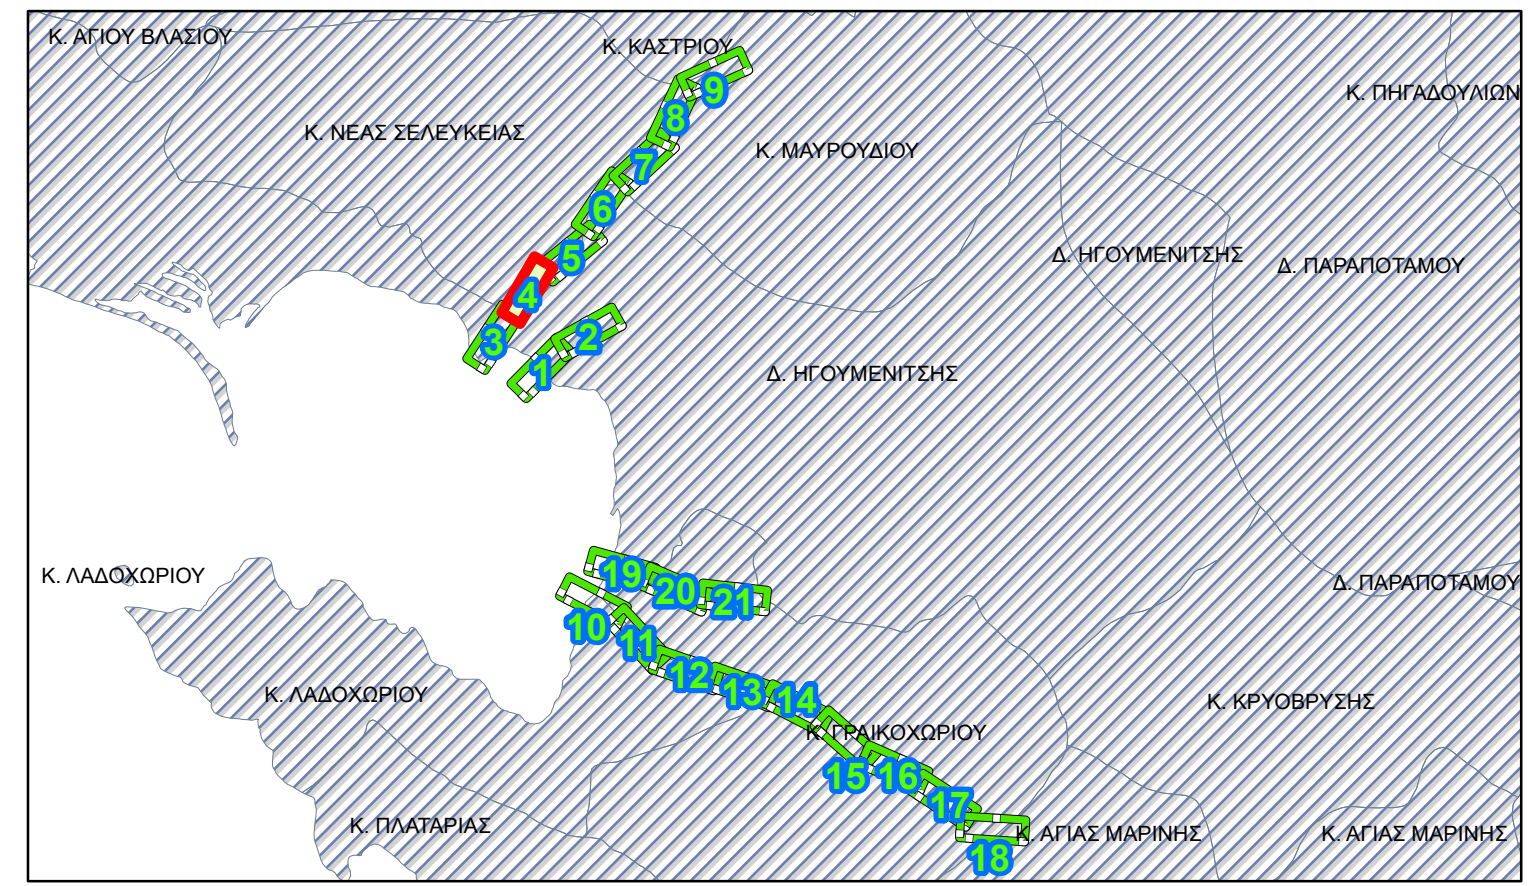 Κ. ΑΓΙΟΥ ΒΛΑΣΙΟΥ
Κ. ΚΑΣΤΡΙΟΥ
9
Κ. ΠΗΓΑΔΟΥΛΙΩΝ
8
Κ. ΝΕΑΣ ΣΕΛΕΥΚΕΙΑΣ
Κ. ΜΑΥΡΟΥΔΙΟΥ
7
6
Δ. ΗΓΟΥΜΕΝΙΤΣΗΣ
5
Δ. ΠΑΡΑΠΟΤΑΜΟΥ
4
2
3
1
Δ. ΗΓΟΥΜΕΝΙΤΣΗΣ
Κ. ΛΑΔΟΧΩΡΙΟΥ
19
20
21
Δ. ΠΑΡΑΠΟΤΑΜΟΥ
10
11
12
13
14
Κ. ΛΑΔΟΧΩΡΙΟΥ
Κ. ΚΡΥΟΒΡΥΣΗΣ
Κ. ΓΡΑΙΚΟΧΩΡΙΟΥ
15
16
17
Κ. ΠΛΑΤΑΡΙΑΣ
Κ. ΑΓΙΑΣ ΜΑΡΙΝΗΣ
Κ. ΑΓΙΑΣ ΜΑΡΙΝΗΣ
18